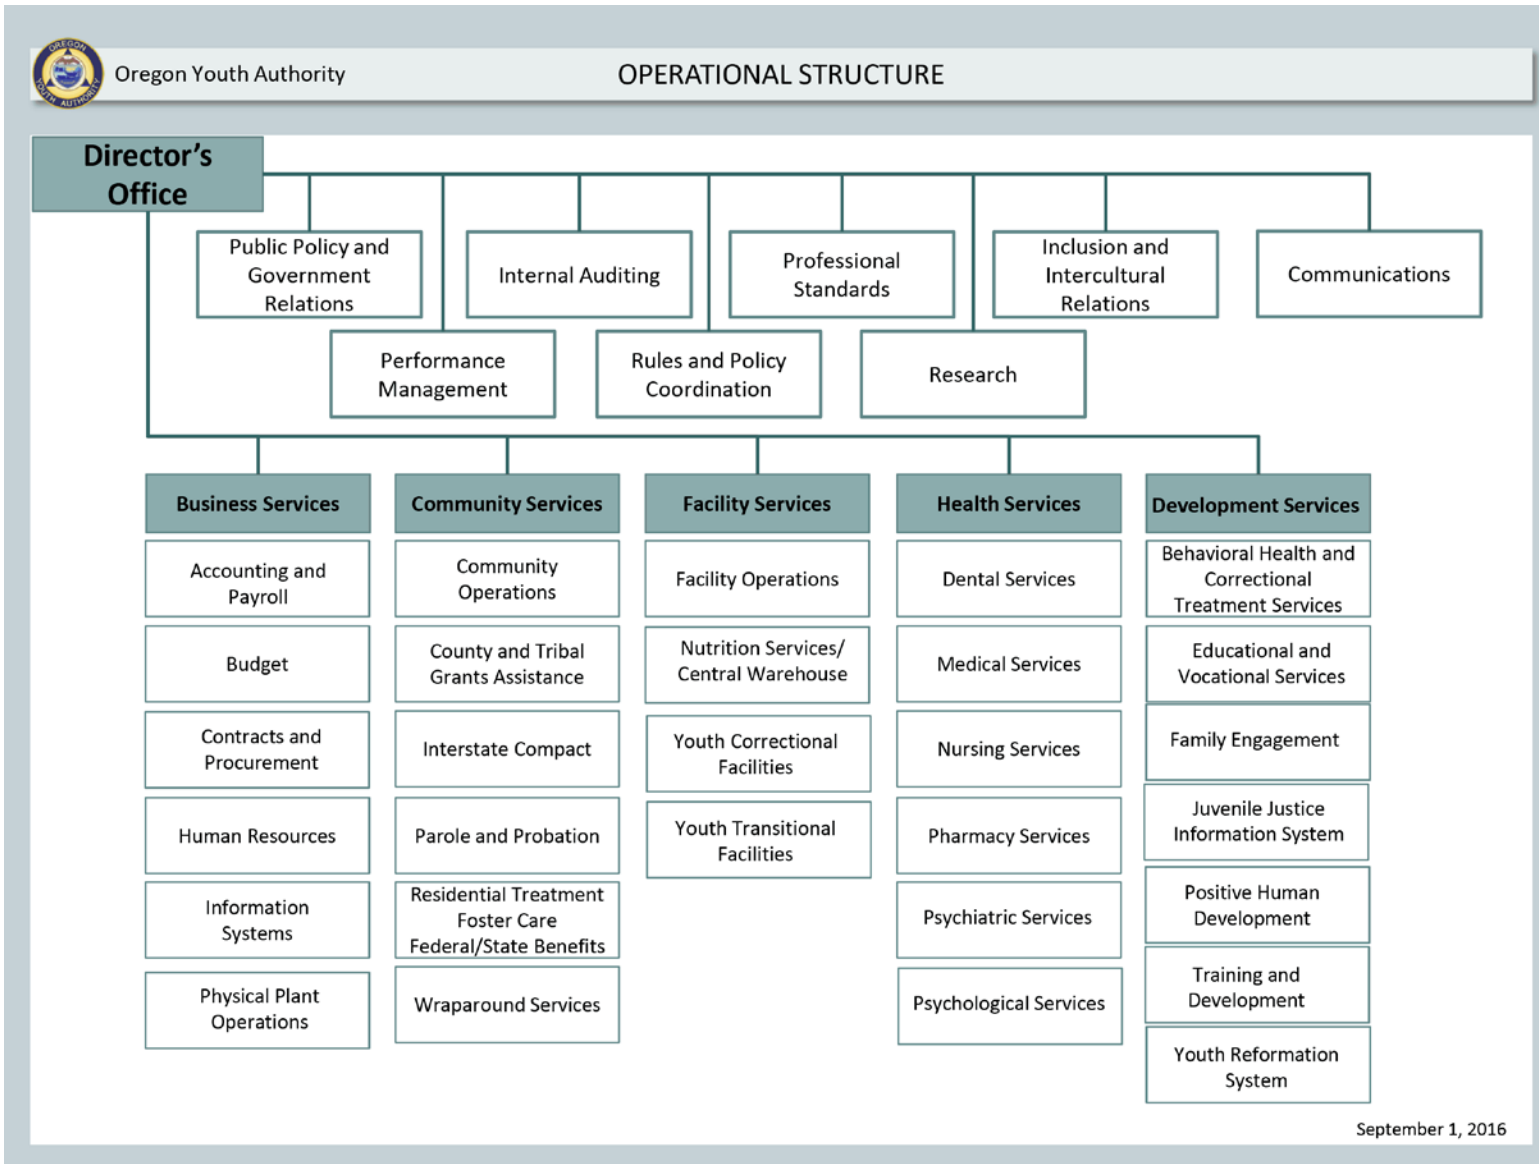 OREGON
YOUTH AUTHORITY
Oregon Youth Authority
OPERATIONAL STRUCTURE
Director's
Office
Public Policy and
Government
Relations
Internal Auditing
Professional
Standards
Inclusion and
Intercultural
Relations
Communications
Performance
Management
Rules and Policy
Coordination
Research
Business Services
Accounting and
Payroll
Budget
Contracts and
Procurement
Human Resources
Information
Systems
Physical Plant
Operations
Community Services
Community
Operations
County and Tribal
Grants Assistance
Interstate Compact
Parole and Probation
Residential Treatment
Foster Care
Federal/State Benefits
Wraparound Services
Facility Services
Facility Operations
Nutrition Services/
Central Warehouse
Youth Correctional
Facilities
Youth Transitional
Facilities
Health Services
Dental Services
Medical Services
Nursing Services
Pharmacy Services
Psychiatric Services
Psychological Services
Development Services
Behavioral Health and
Correctional
Treatment Services
Educational and
Vocational Services
Family Engagement
Juvenile Justice
Information System
Positive Human
Development
Training and
Development
Youth Reformation
System
September 1, 2016